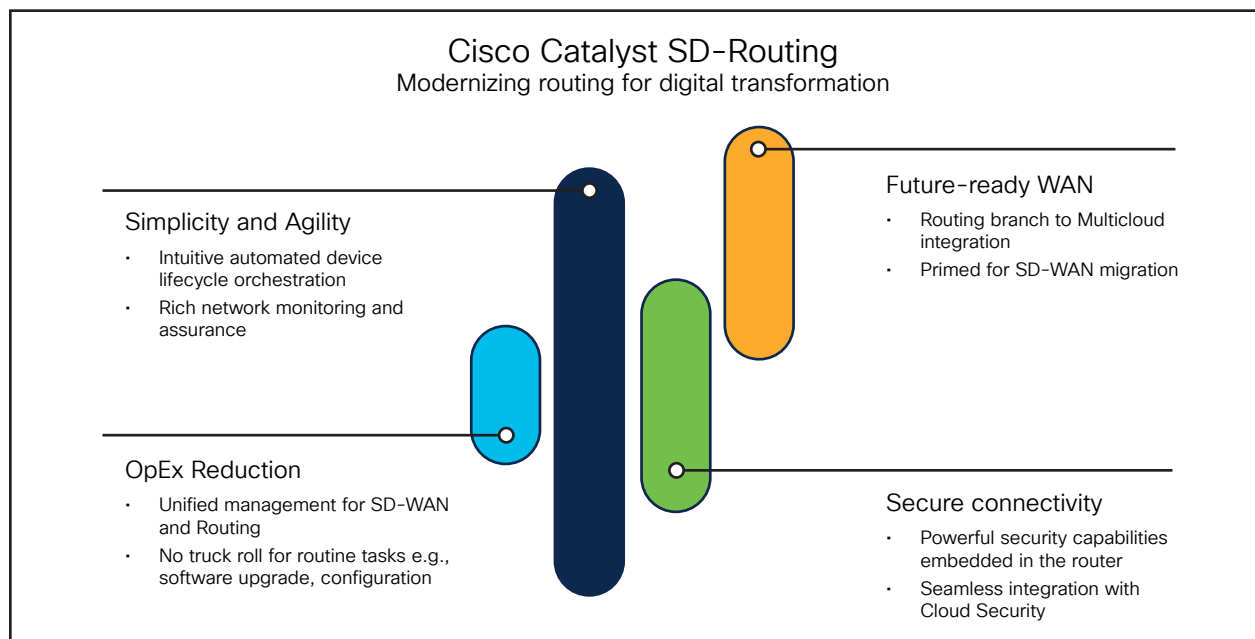 Cisco Catalyst SD-Routing
Modernizing routing for digital transformation
Simplicity and Agility
· Intuitive automated device
lifecycle orchestration
· Rich network monitoring and
assurance
OpEx Reduction
· Unified management for SD-WAN
and Routing
· No truck roll for routine tasks e.g.,
software upgrade, configuration
Future-ready WAN
· Routing branch to Multicloud
integration
· Primed for SD-WAN migration
Secure connectivity
· Powerful security capabilities
embedded in the router
· Seamless integration with
Cloud Security